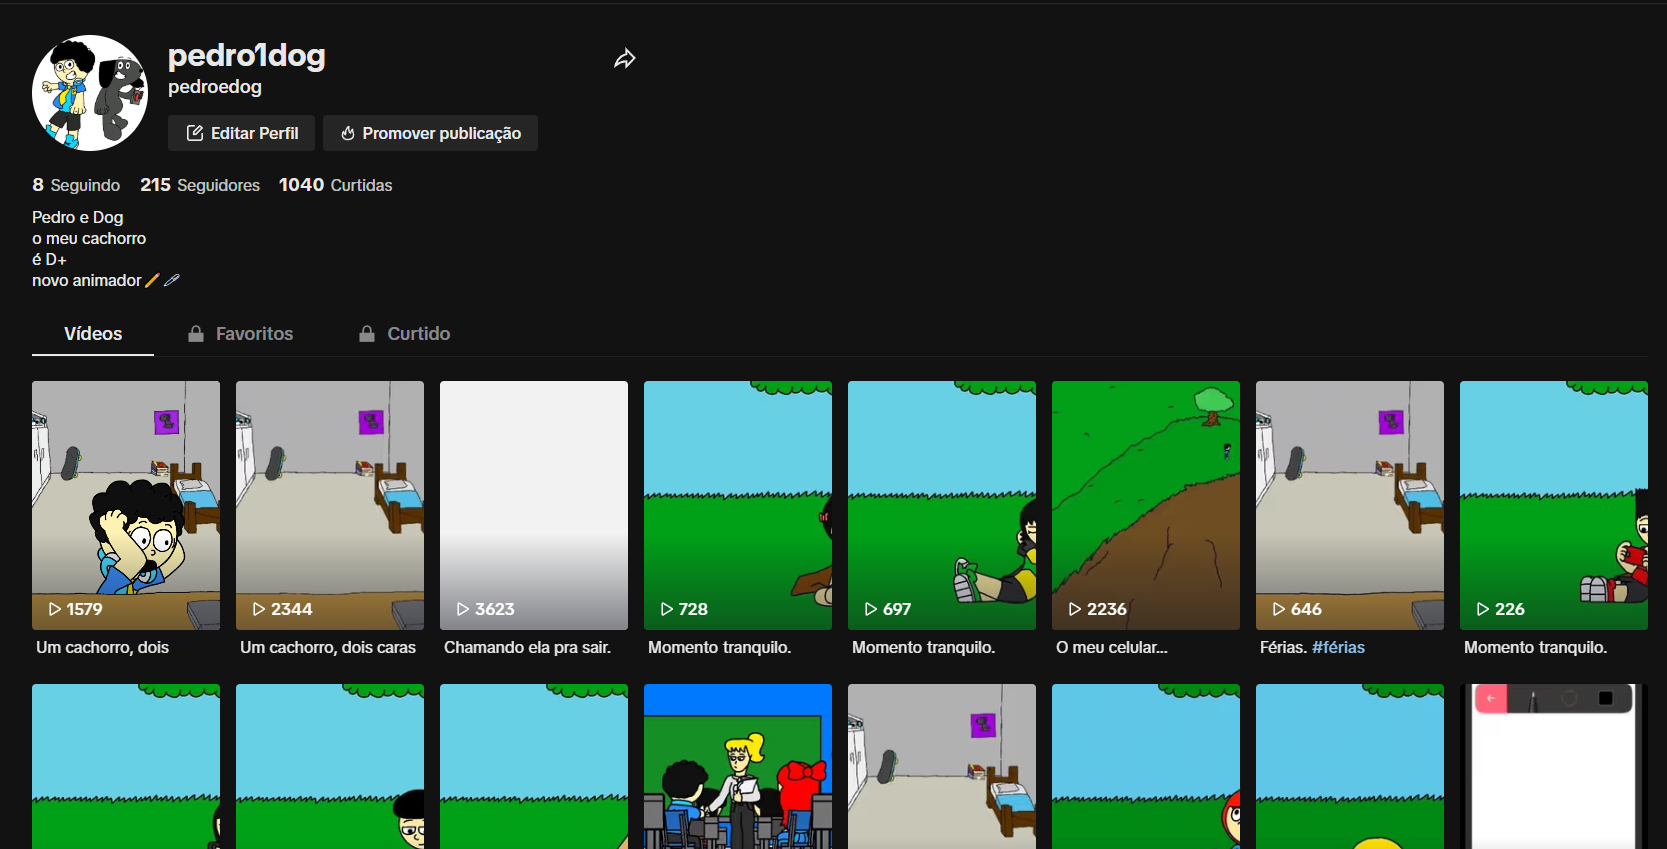 pedro1dog
pedroedog
Editar Perfil
Promover publicação
8 Seguindo 215 Seguidores 1040 Curtidas
Pedro e Dog
o meu cachorro
é D+
novo animador✏️🖊️
Vídeos Favoritos Curtido
1579
2344
3623
728
697
2236
646
226
Um cachorro, dois
Um cachorro, dois caras
Chamando ela pra sair.
Momento tranquilo.
Momento tranquilo.
O meu celular...
Férias. #férias
Momento tranquilo.